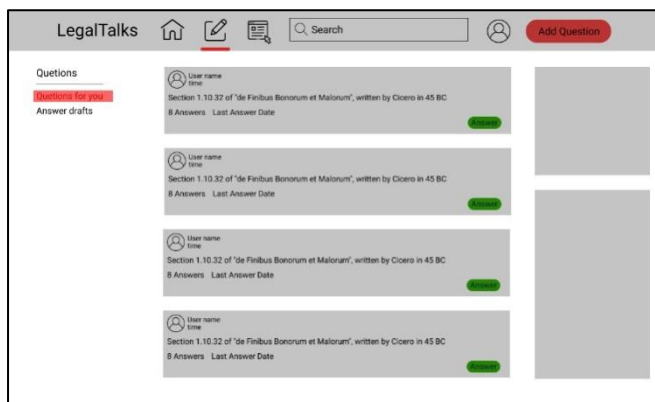 LegalTalks
Search
Add Question
Quetions
Quetions for you
Answer drafts
User name
time
Section 1.10.32 of "de Finibus Bonorum et Malorum", written by Cicero in 45 BC
8 Answers Last Answer Date
Answer
User name
time
Section 1.10.32 of "de Finibus Bonorum et Malorum", written by Cicero in 45 BC
8 Answers Last Answer Date
Answer
User name
time
Section 1.10.32 of "de Finibus Bonorum et Malorum", written by Cicero in 45 BC
8 Answers Last Answer Date
Answer
User name
time
Section 1.10.32 of "de Finibus Bonorum et Malorum", written by Cicero in 45 BC
8 Answers Last Answer Date
Answer